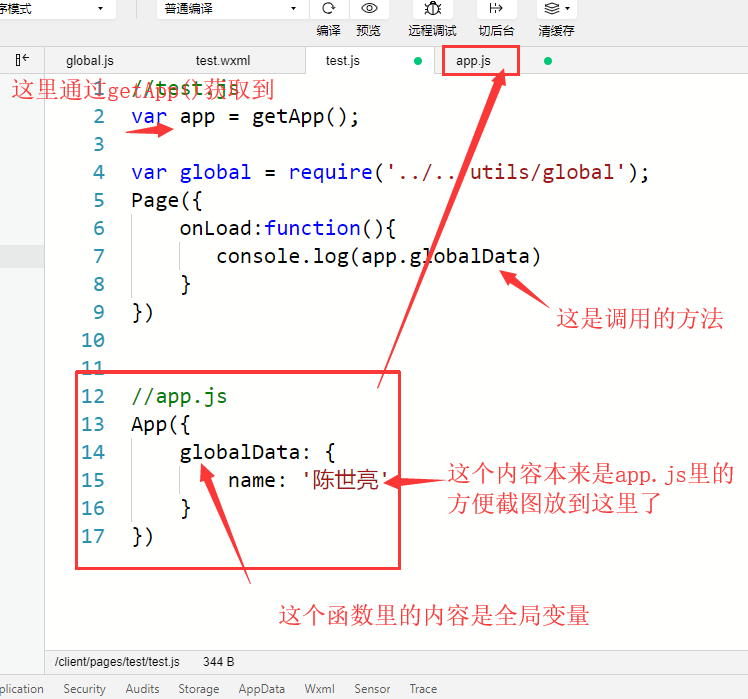 序模式 普通编译
编译 预览 远程调试 切后台 清缓存
global.js test.wxml test.js app.js
这里通过getApp()获取到
1 //test.js
2 var app = getApp();
3
4 var global = require('../../utils/global');
5 Page({
6 onLoad:function(){
7 console.log(app.globalData)
8 }
9 })
这是调用的方法
10
11
12 //app.js
13 App({
14 globalData: {
15 name: '陈世亮'
16 }
17 })
这个内容本来是app.js里的
方便截图放到这里了
这个函数里的内容是全局变量
/client/pages/test/test.js 344 B
plication Security Audits Storage AppData Wxml Sensor Trace